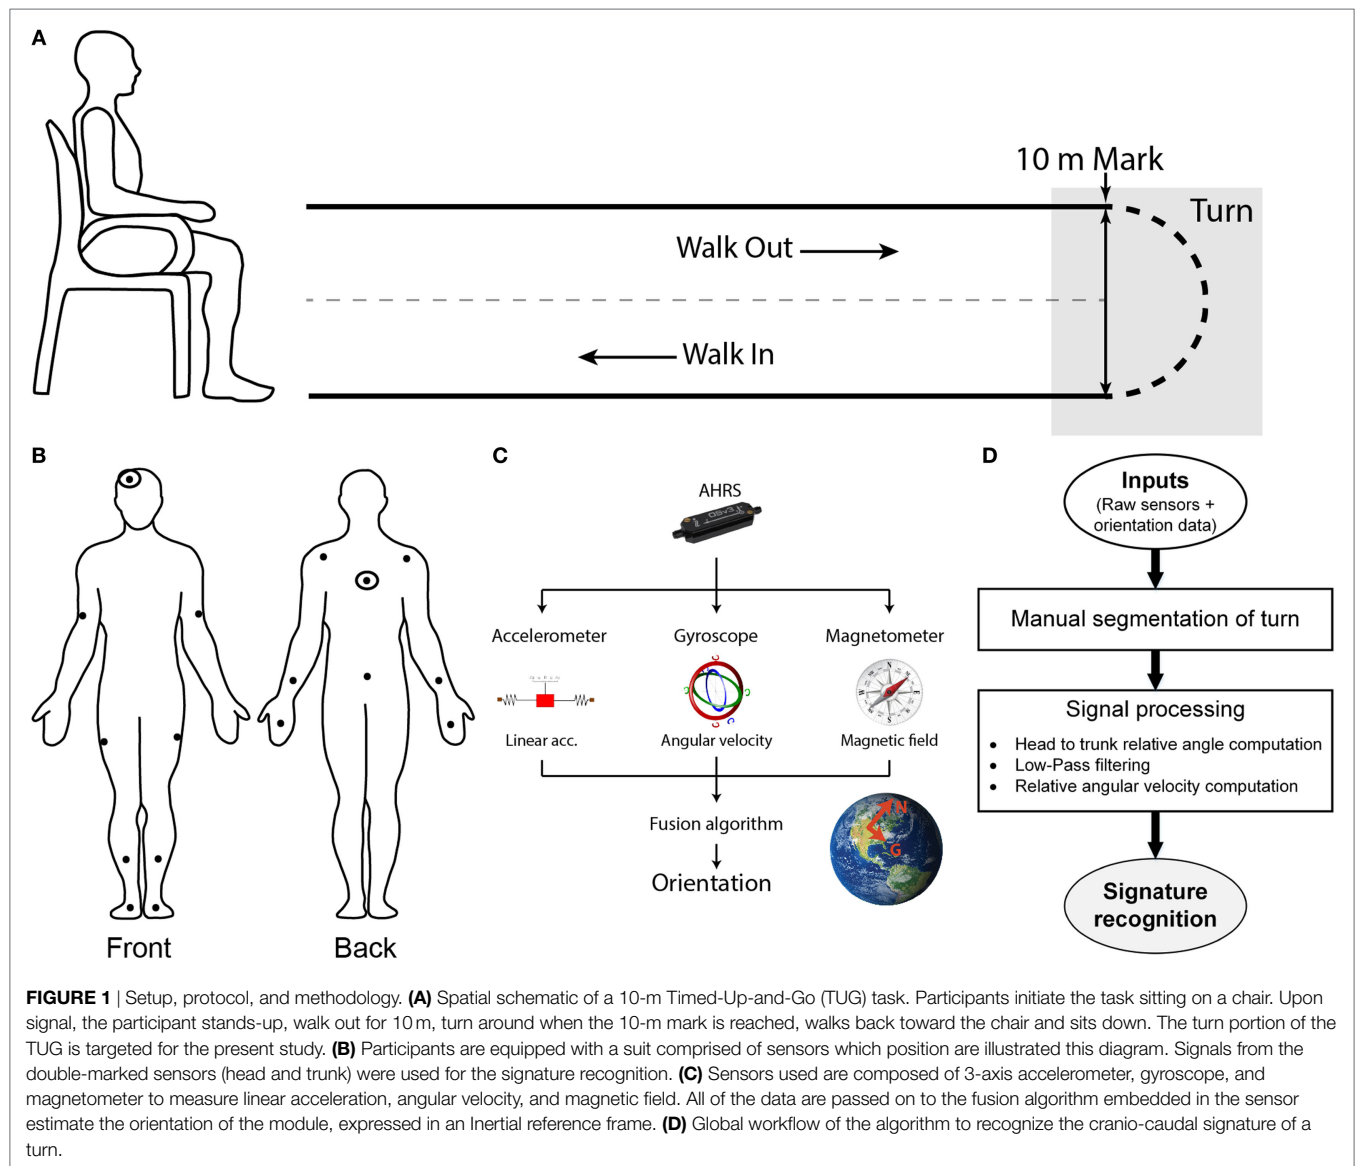 A
10 m Mark
Turn
Walk Out
Walk In
B
Front
Back
C
AHRS
Accelerometer
Gyroscope
Magnetometer
Linear acc.
Angular velocity
Magnetic field
Fusion algorithm
Orientation
N
G
D
Inputs
(Raw sensors +
orientation data)
Manual segmentation of turn
Signal processing
• Head to trunk relative angle computation
• Low-Pass filtering
• Relative angular velocity computation
Signature
recognition
FIGURE 1 | Setup, protocol, and methodology. (A) Spatial schematic of a 10-m Timed-Up-and-Go (TUG) task. Participants initiate the task sitting on a chair. Upon
signal, the participant stands-up, walk out for 10 m, turn around when the 10-m mark is reached, walks back toward the chair and sits down. The turn portion of the
TUG is targeted for the present study. (B) Participants are equipped with a suit comprised of sensors which position are illustrated this diagram. Signals from the
double-marked sensors (head and trunk) were used for the signature recognition. (C) Sensors used are composed of 3-axis accelerometer, gyroscope, and
magnetometer to measure linear acceleration, angular velocity, and magnetic field. All of the data are passed on to the fusion algorithm embedded in the sensor
estimate the orientation of the module, expressed in an Inertial reference frame. (D) Global workflow of the algorithm to recognize the cranio-caudal signature of a
turn.